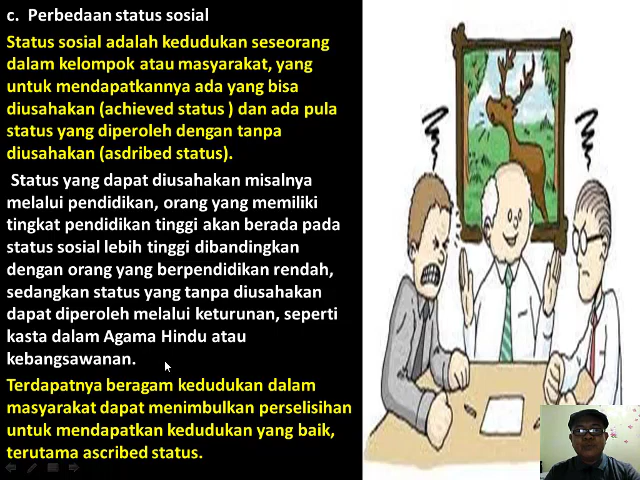 c.  Perbedaan status sosial
Status sosial adalah kedudukan seseorang
dalam kelompok atau masyarakat, yang
untuk mendapatkannya ada yang bisa
diusahakan (achieved status ) dan ada pula
status yang diperoleh dengan tanpa
diusahakan (asdribed status).
Status yang dapat diusahakan misalnya
melalui pendidikan, orang yang memiliki
tingkat pendidikan tinggi akan berada pada
status sosial lebih tinggi dibandingkan
dengan orang yang berpendidikan rendah,
sedangkan status yang tanpa diusahakan
dapat diperoleh melalui keturunan, seperti
kasta dalam Agama Hindu atau
kebangsawanan.
Terdapatnya beragam kedudukan dalam
masyarakat dapat menimbulkan perselisihan
untuk mendapatkan kedudukan yang baik,
terutama ascribed status.